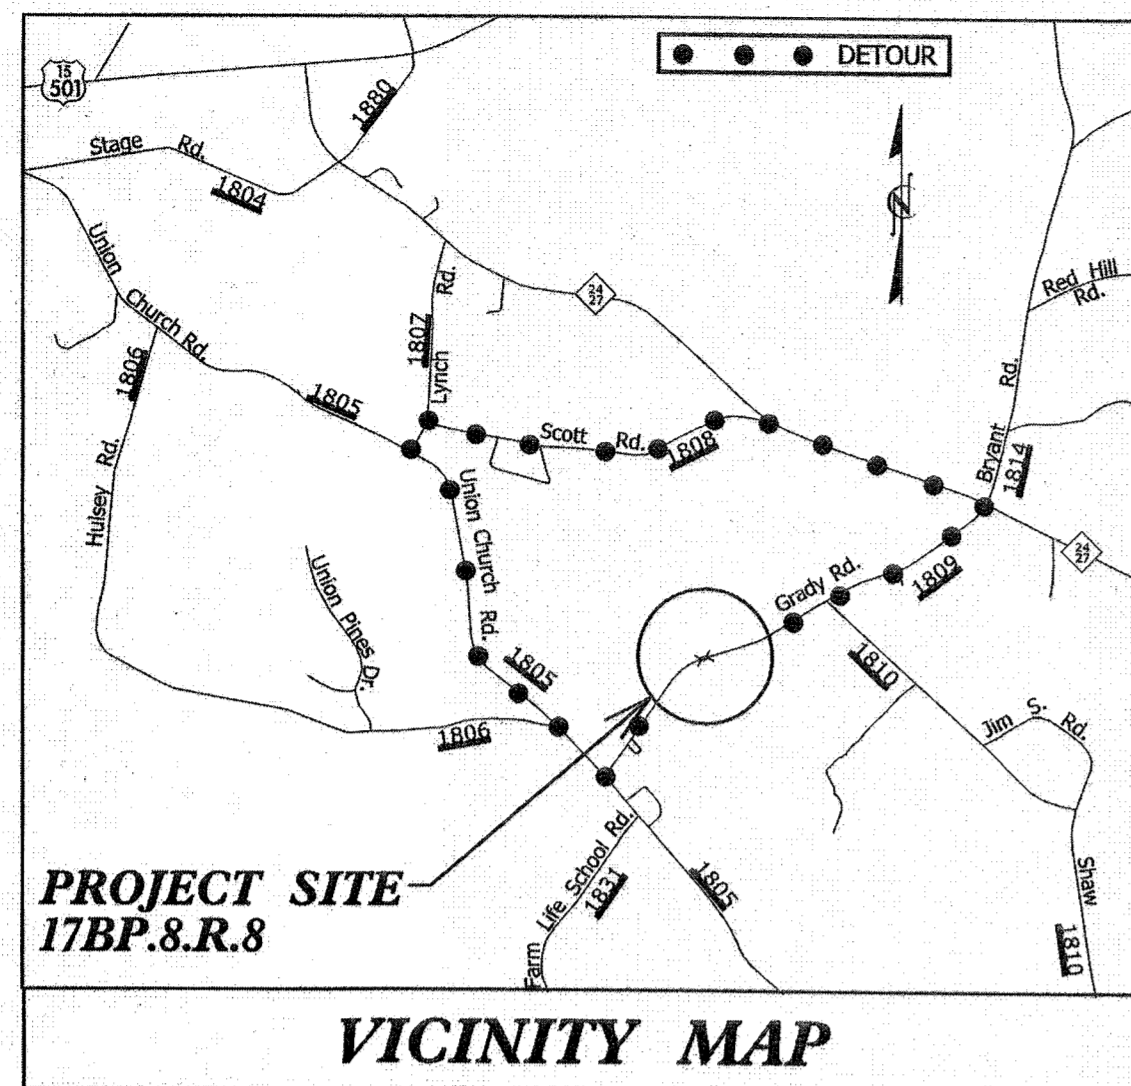 15
501
DETOUR
1880
Stage Rd.
1804
Union Church Rd.
Red Hill Rd.
24
27
Lynch Rd.
1807
1806
1805
Scott Rd.
1808
Bryant Rd.
1814
Hulsey Rd.
Union Church Rd.
24
27
Union Pines Dr.
Grady Rd.
1809
1805
1810
1806
Jim S. Rd.
Farm Life School Rd.
1831
1805
Shaw
1810
PROJECT SITE
17BP.8.R.8
N
VICINITY MAP